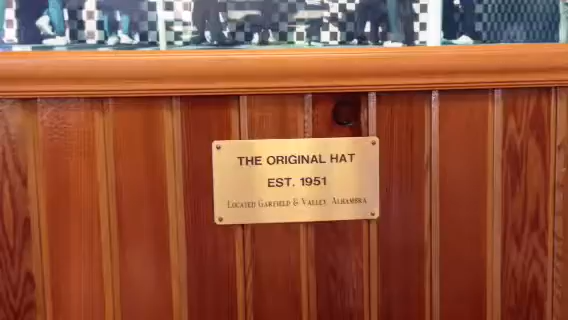 THE ORIGINAL HAT
EST. 1951
LOCATED GARFIELD & VALLEY ALHAMBRA